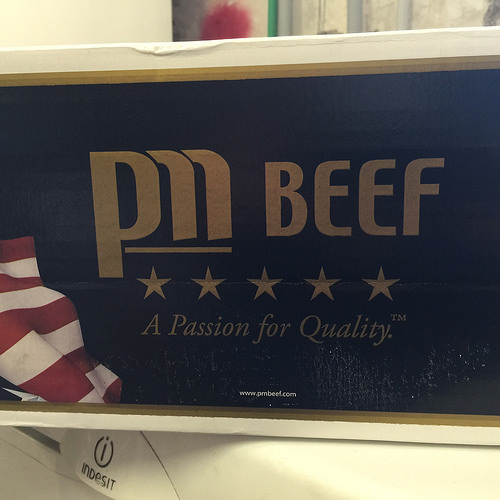 PM BEEF
A Passion for Quality.™
www.pmbeef.com
indesit